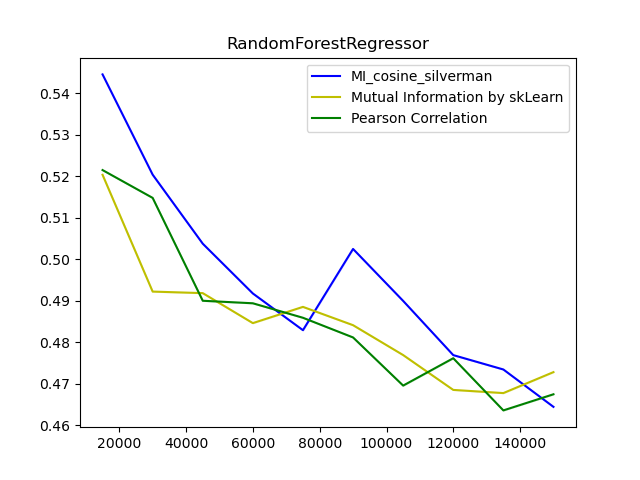 RandomForestRegressor
MI_cosine_silverman
Mutual Information by skLearn
Pearson Correlation
0.54
0.53
0.52
0.51
0.50
0.49
0.48
0.47
0.46
20000 40000 60000 80000 100000 120000 140000